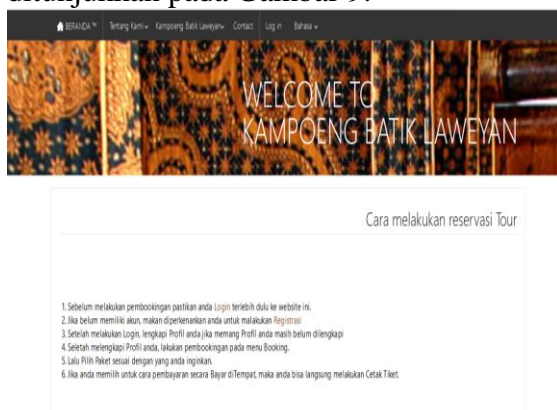 ditunjukkan pada Gambar 9.
BERANDA ™ Tentang Kami Kampoeng Batik Laweyan Contact Log in Bahasa
WELCOME TO
KAMPOENG BATIK LAWEYAN
Cara melakukan reservasi Tour
1. Sebelum melakukan pembookingan pastikan anda Login terlebih dulu ke website ini.
2. Jika belum memiliki akun, makan diperkenankan anda untuk malakukan Registrasi
3. Setelah melakukan Login, lengkapi Profil anda jika memang Profil anda masih belum dilengkapi
4. Seletah melengkapi Profil anda, lakukan pembookingan pada menu Booking.
5. Lalu Pilih Paket sesuai dengan yang anda inginkan.
6. Jika anda memilih untuk cara pembayaran secara Bayar diTempat, maka anda bisa langsung melakukan Cetak Tiket.